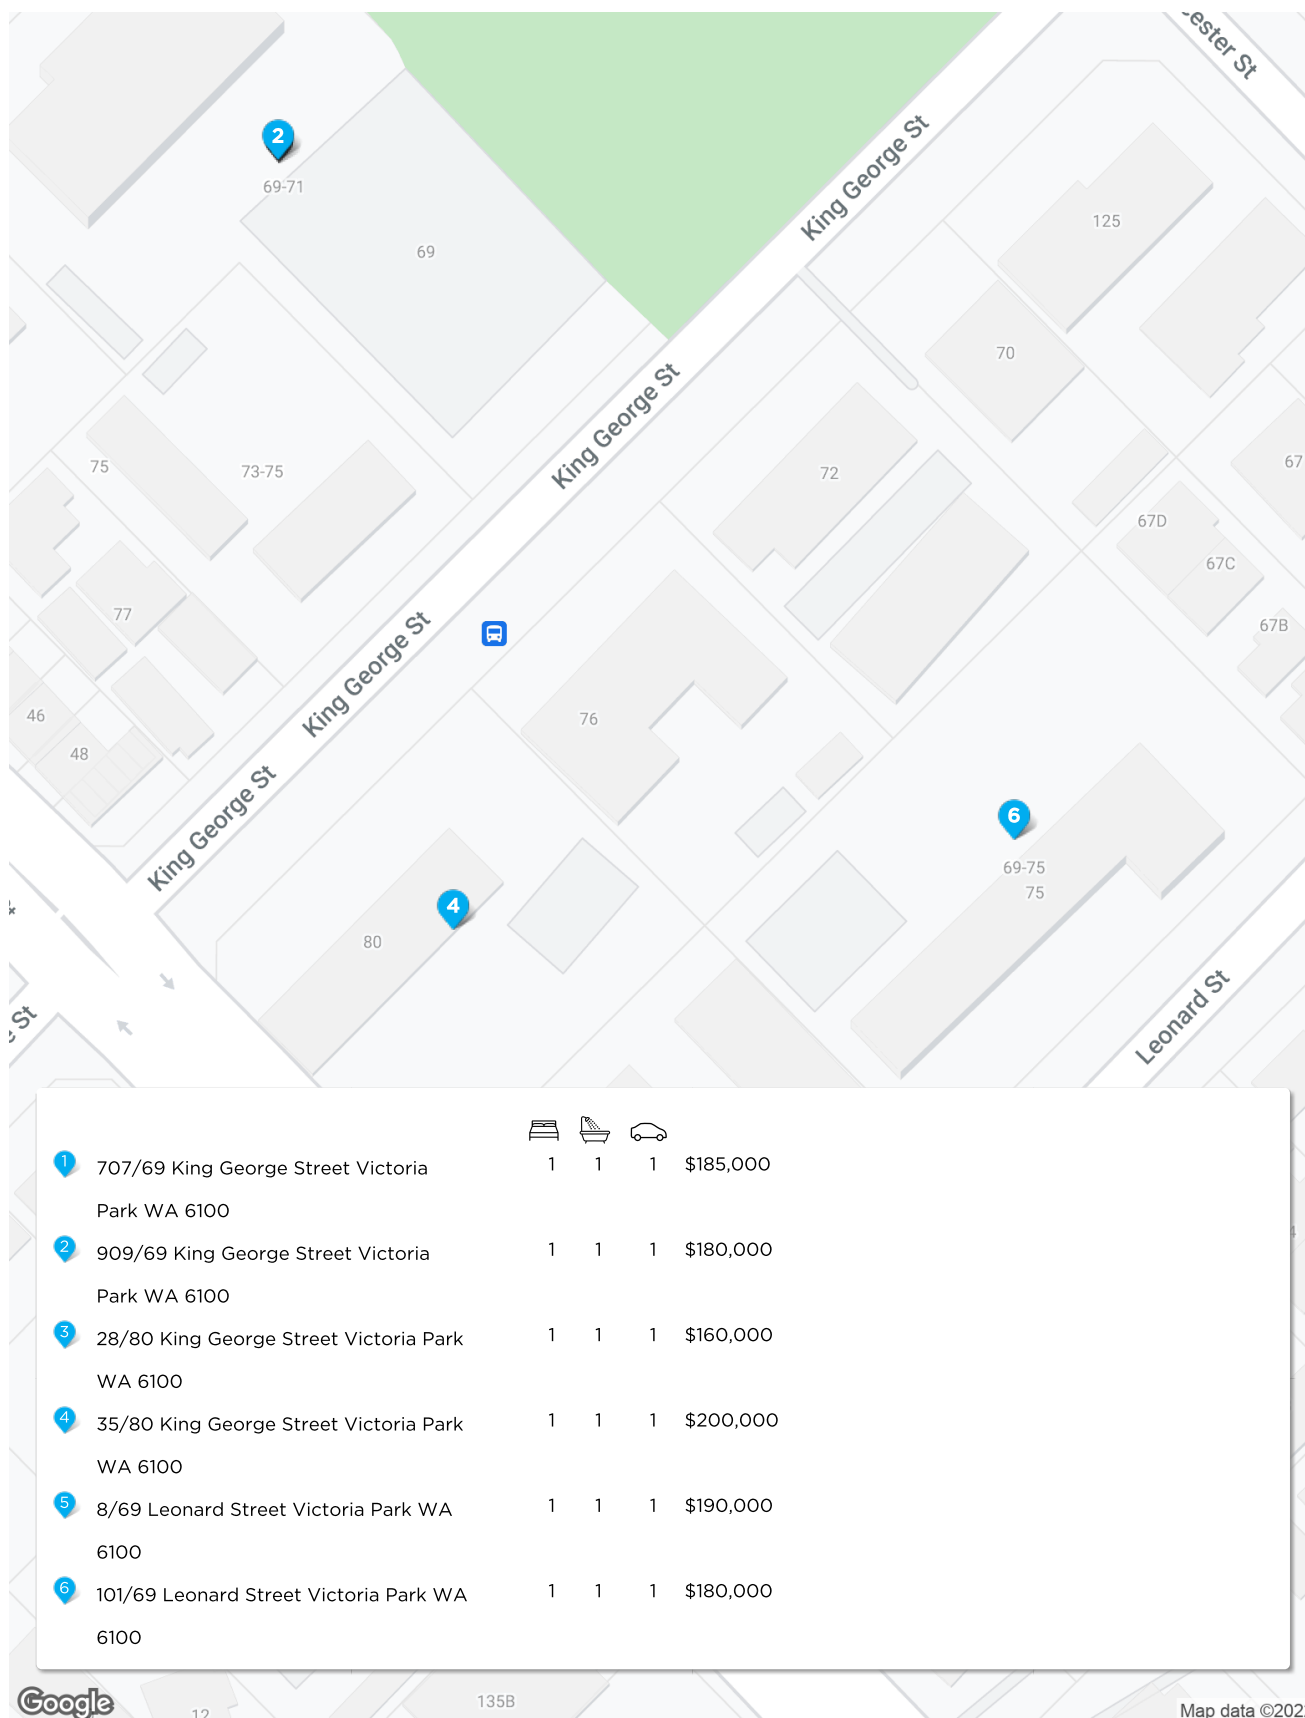 ester St
2
69-71
King George St
125
69
70
King George St
75
73-75
72
67
67D
67C
77
67B
King George St
46
76
48
King George St
6
69-75
75
4
80
Leonard St
St
1 707/69 King George Street Victoria 1 1 1 $185,000
Park WA 6100
2 909/69 King George Street Victoria 1 1 1 $180,000
Park WA 6100
3 28/80 King George Street Victoria Park 1 1 1 $160,000
WA 6100
4 35/80 King George Street Victoria Park 1 1 1 $200,000
WA 6100
5 8/69 Leonard Street Victoria Park WA 1 1 1 $190,000
6100
6 101/69 Leonard Street Victoria Park WA 1 1 1 $180,000
6100
Google
12
135B
Map data ©202